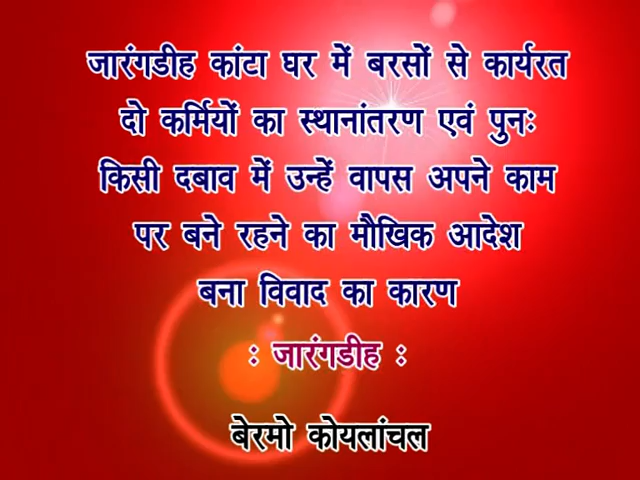 जारंगडीह कांटा घर में बरसों से कार्यरत
दो कर्मियों का स्थानांतरण एवं पुनः
किसी दबाव में उन्हें वापस अपने काम
पर बने रहने का मौखिक आदेश
बना विवाद का कारण
: जारंगडीह :
बेरमो कोयलांचल